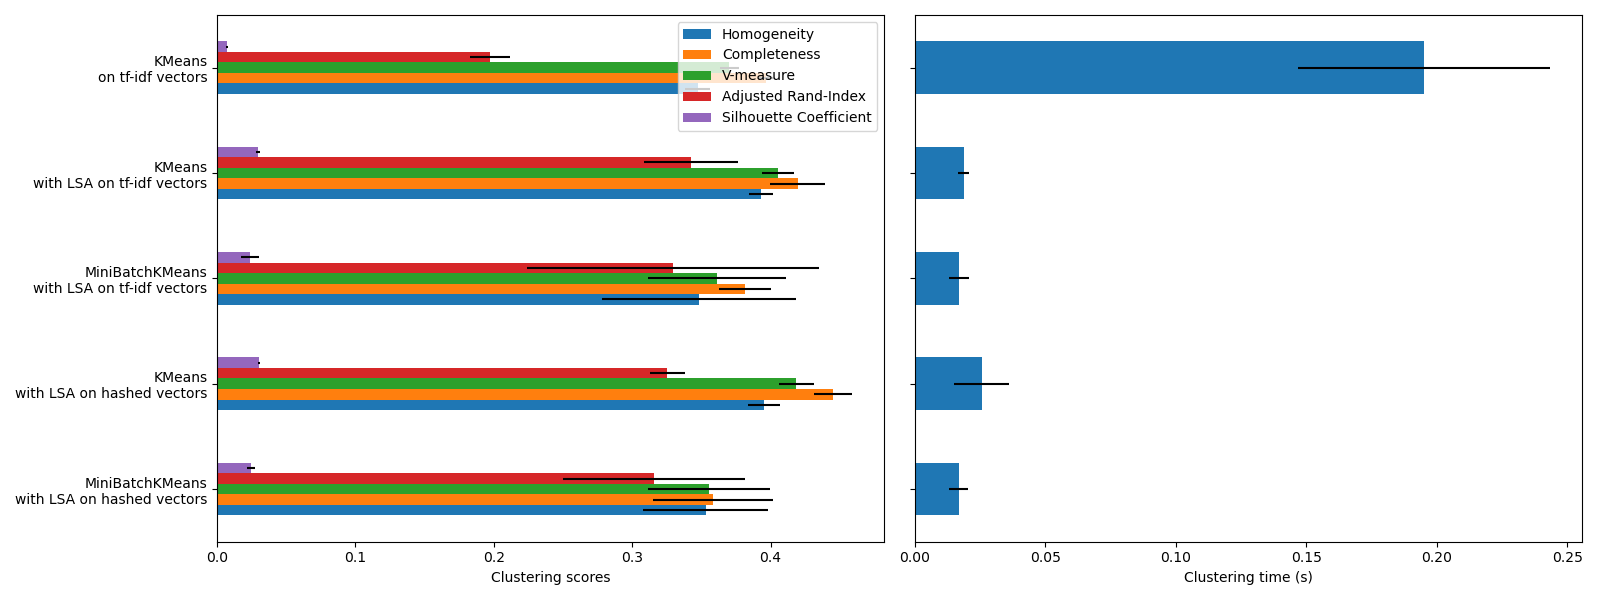 KMeans
on tf-idf vectors
KMeans
with LSA on tf-idf vectors
MiniBatchKMeans
with LSA on tf-idf vectors
KMeans
with LSA on hashed vectors
MiniBatchKMeans
with LSA on hashed vectors
Homogeneity
Completeness
V-measure
Adjusted Rand-Index
Silhouette Coefficient
0.0 0.1 0.2 0.3 0.4
Clustering scores
0.00 0.05 0.10 0.15 0.20 0.25
Clustering time (s)